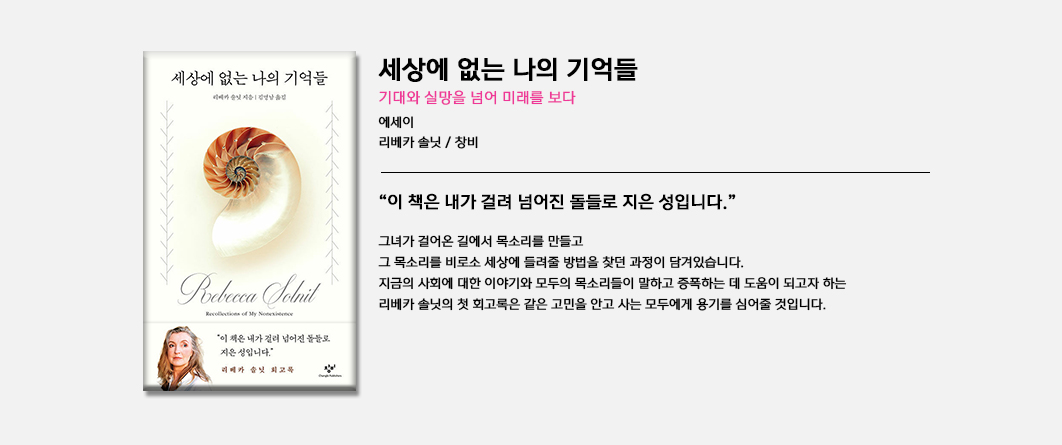 세상에 없는 나의 기억들
리베카 솔닛 지음 | 김명남 옮김
Rebecca Solnit
Recollections of My Nonexistence
“이 책은 내가 걸려 넘어진 돌들로
지은 성입니다.”
리베카 솔닛 회고록
창비
Changbi Publishers
세상에 없는 나의 기억들
기대와 실망을 넘어 미래를 보다
에세이
리베카 솔닛 / 창비
“이 책은 내가 걸려 넘어진 돌들로 지은 성입니다.”
그녀가 걸어온 길에서 목소리를 만들고
그 목소리를 비로소 세상에 들려줄 방법을 찾던 과정이 담겨있습니다.
지금의 사회에 대한 이야기와 모두의 목소리들이 말하고 증폭하는 데 도움이 되고자 하는
리베카 솔닛의 첫 회고록은 같은 고민을 안고 사는 모두에게 용기를 심어줄 것입니다.